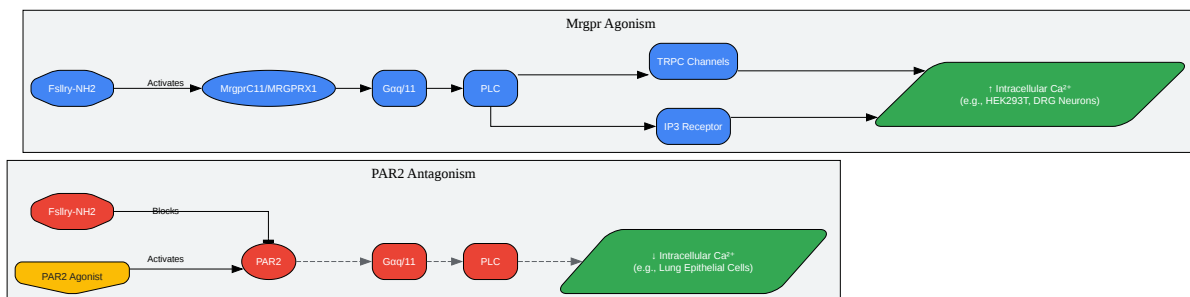 Mrgpr Agonism
Fsllry-NH2
Activates
MrgprC11/MRGPRX1
Gαq/11
PLC
TRPC Channels
IP3 Receptor
↑ Intracellular Ca²⁺
(e.g., HEK293T, DRG Neurons)
PAR2 Antagonism
Fsllry-NH2
Blocks
PAR2 Agonist
Activates
PAR2
Gαq/11
PLC
↓ Intracellular Ca²⁺
(e.g., Lung Epithelial Cells)